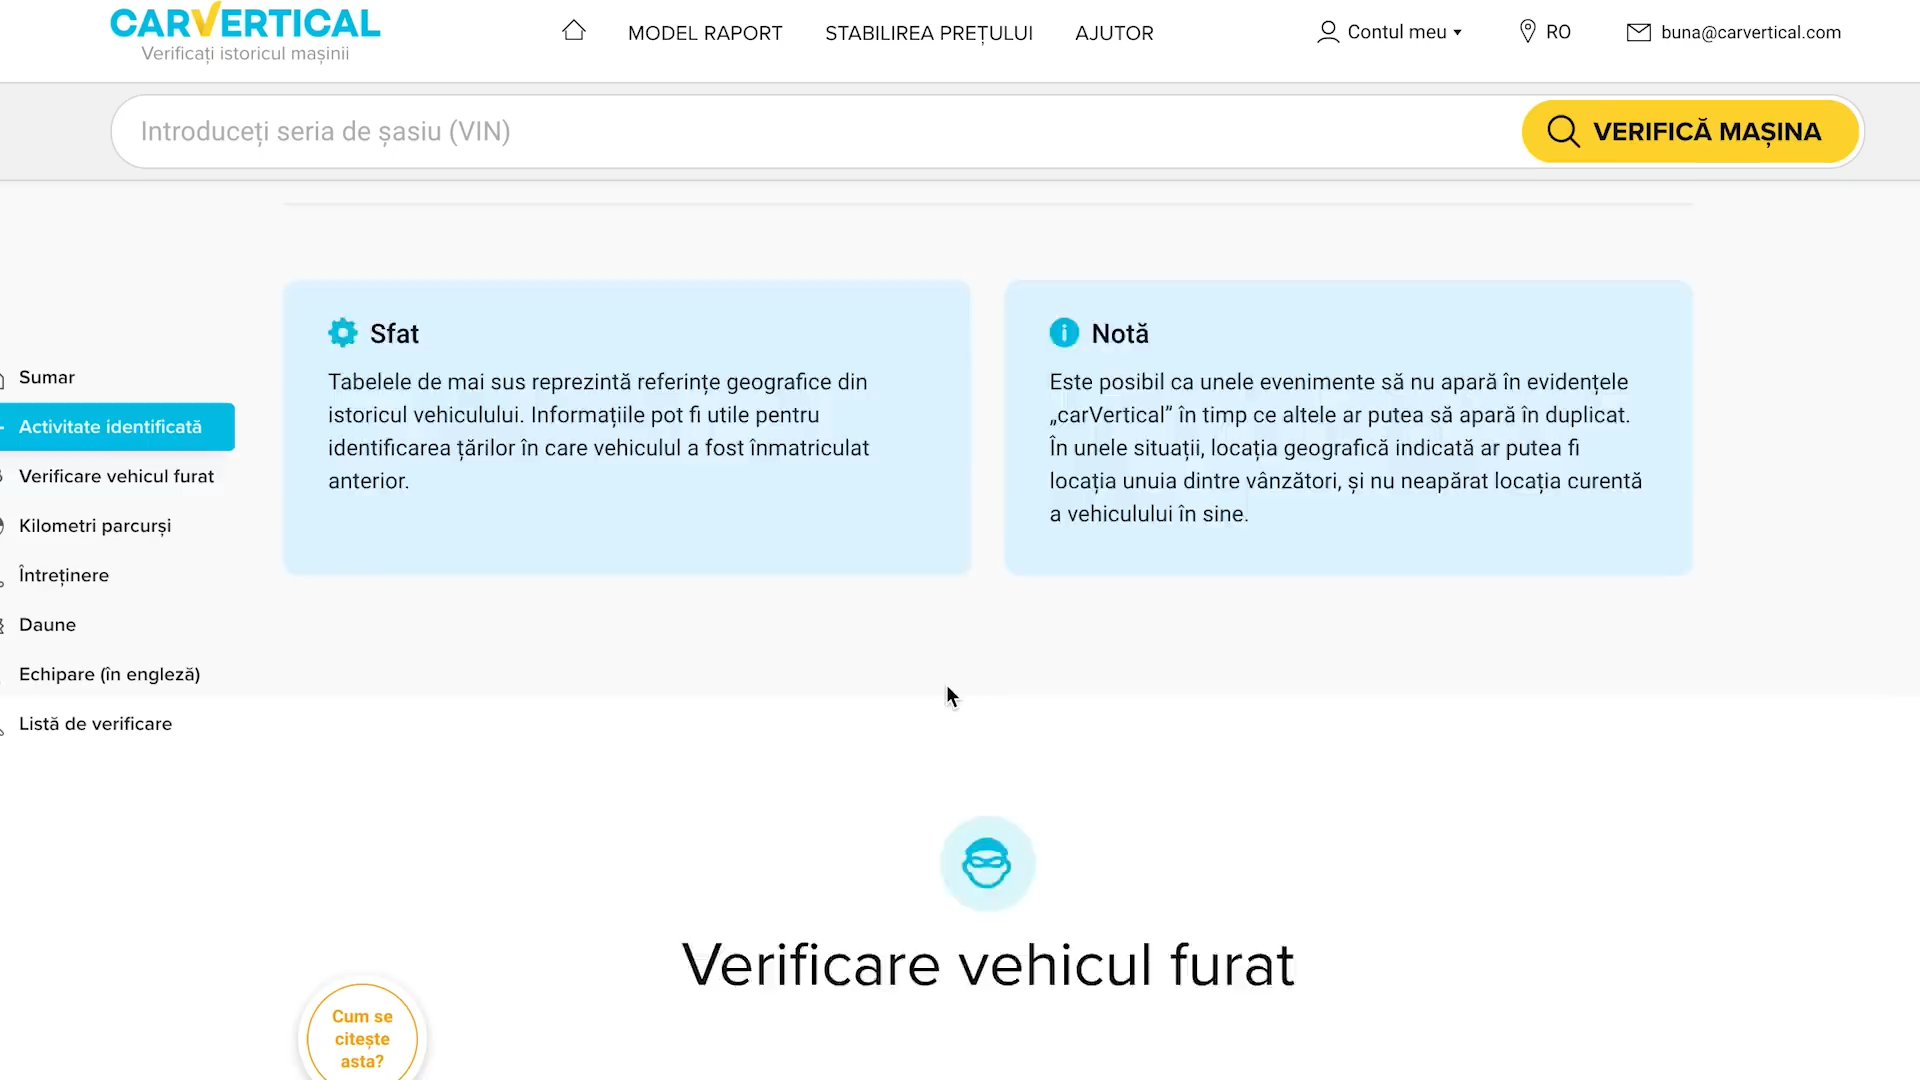 CARVERTICAL
Verificați istoricul mașinii
MODEL RAPORT
STABILIREA PREȚULUI
AJUTOR
Contul meu
RO
buna@carvertical.com
Introduceți seria de șasiu (VIN)
VERIFICĂ MAȘINA
Sumar
Activitate identificată
Verificare vehicul furat
Kilometri parcurși
Întreținere
Daune
Echipare (în engleză)
Listă de verificare
Sfat
Tabelele de mai sus reprezintă referințe geografice din
istoricul vehiculului. Informațiile pot fi utile pentru
identificarea țărilor în care vehiculul a fost înmatriculat
anterior.
Notă
Este posibil ca unele evenimente să nu apară în evidențele
„carVertical” în timp ce altele ar putea să apară în duplicat.
În unele situații, locația geografică indicată ar putea fi
locația unuia dintre vânzători, și nu neapărat locația curentă
a vehiculului în sine.
Verificare vehicul furat
Cum se
citește
asta?